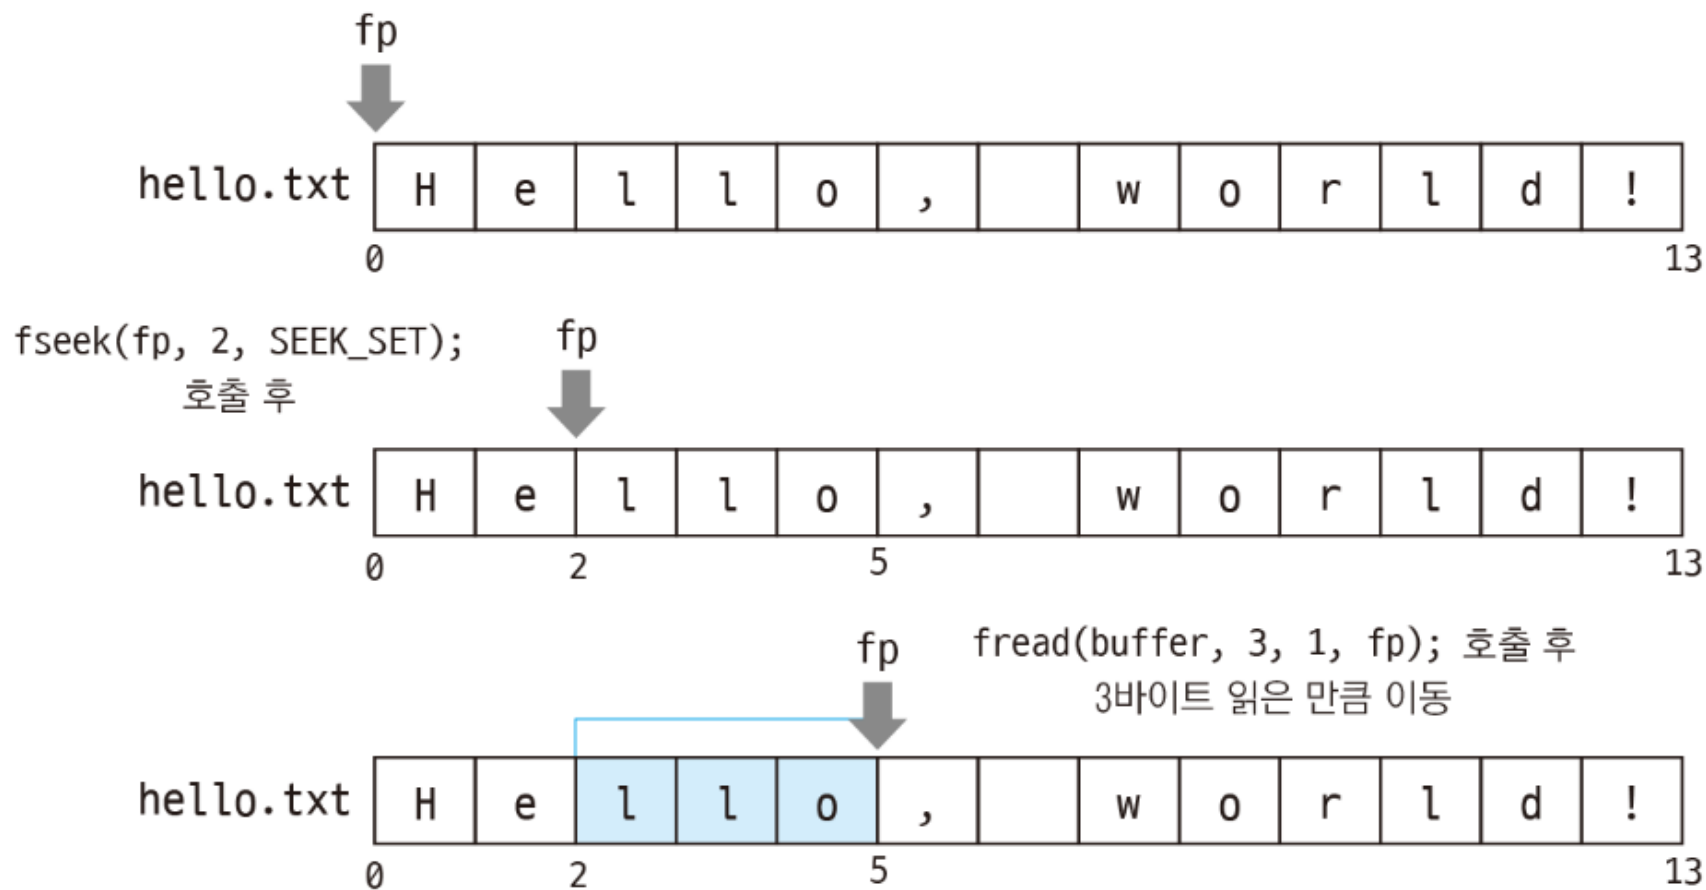 fp
hello.txt H e l l o , w o r l d !
0 13
fseek(fp, 2, SEEK_SET);
호출 후
fp
hello.txt H e l l o , w o r l d !
0 2 5 13
fp
fread(buffer, 3, 1, fp); 호출 후
3바이트 읽은 만큼 이동
hello.txt H e l l o , w o r l d !
0 2 5 13